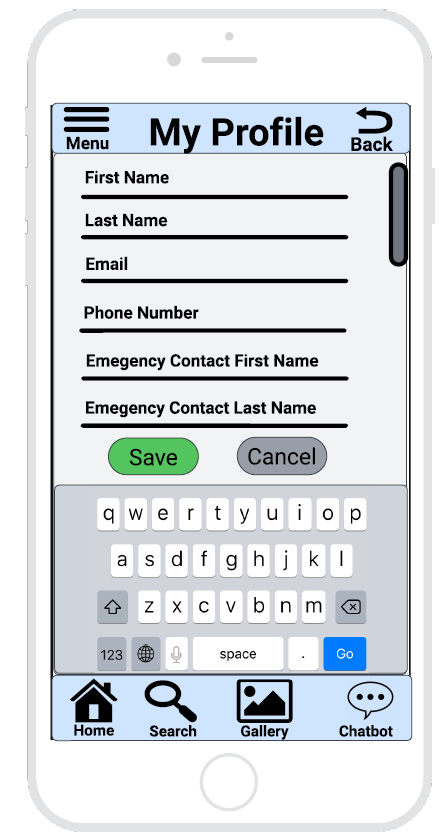 My Profile
Menu
Back
First Name
Last Name
Email
Phone Number
Emegency Contact First Name
Emegency Contact Last Name
Save Cancel
q w e r t y u i o p
a s d f g h j k l
z x c v b n m
123 space . Go
Home Search Gallery Chatbot